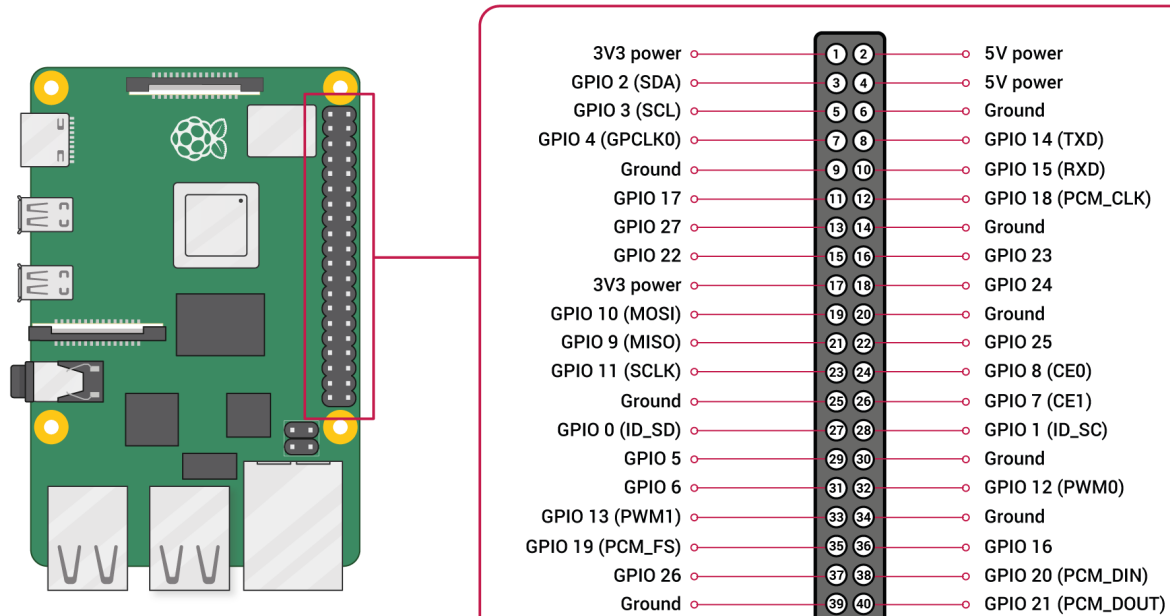 3V3 power 1 2 5V power
GPIO 2 (SDA) 3 4 5V power
GPIO 3 (SCL) 5 6 Ground
GPIO 4 (GPCLK0) 7 8 GPIO 14 (TXD)
Ground 9 10 GPIO 15 (RXD)
GPIO 17 11 12 GPIO 18 (PCM_CLK)
GPIO 27 13 14 Ground
GPIO 22 15 16 GPIO 23
3V3 power 17 18 GPIO 24
GPIO 10 (MOSI) 19 20 Ground
GPIO 9 (MISO) 21 22 GPIO 25
GPIO 11 (SCLK) 23 24 GPIO 8 (CE0)
Ground 25 26 GPIO 7 (CE1)
GPIO 0 (ID_SD) 27 28 GPIO 1 (ID_SC)
GPIO 5 29 30 Ground
GPIO 6 31 32 GPIO 12 (PWM0)
GPIO 13 (PWM1) 33 34 Ground
GPIO 19 (PCM_FS) 35 36 GPIO 16
GPIO 26 37 38 GPIO 20 (PCM_DIN)
Ground 39 40 GPIO 21 (PCM_DOUT)